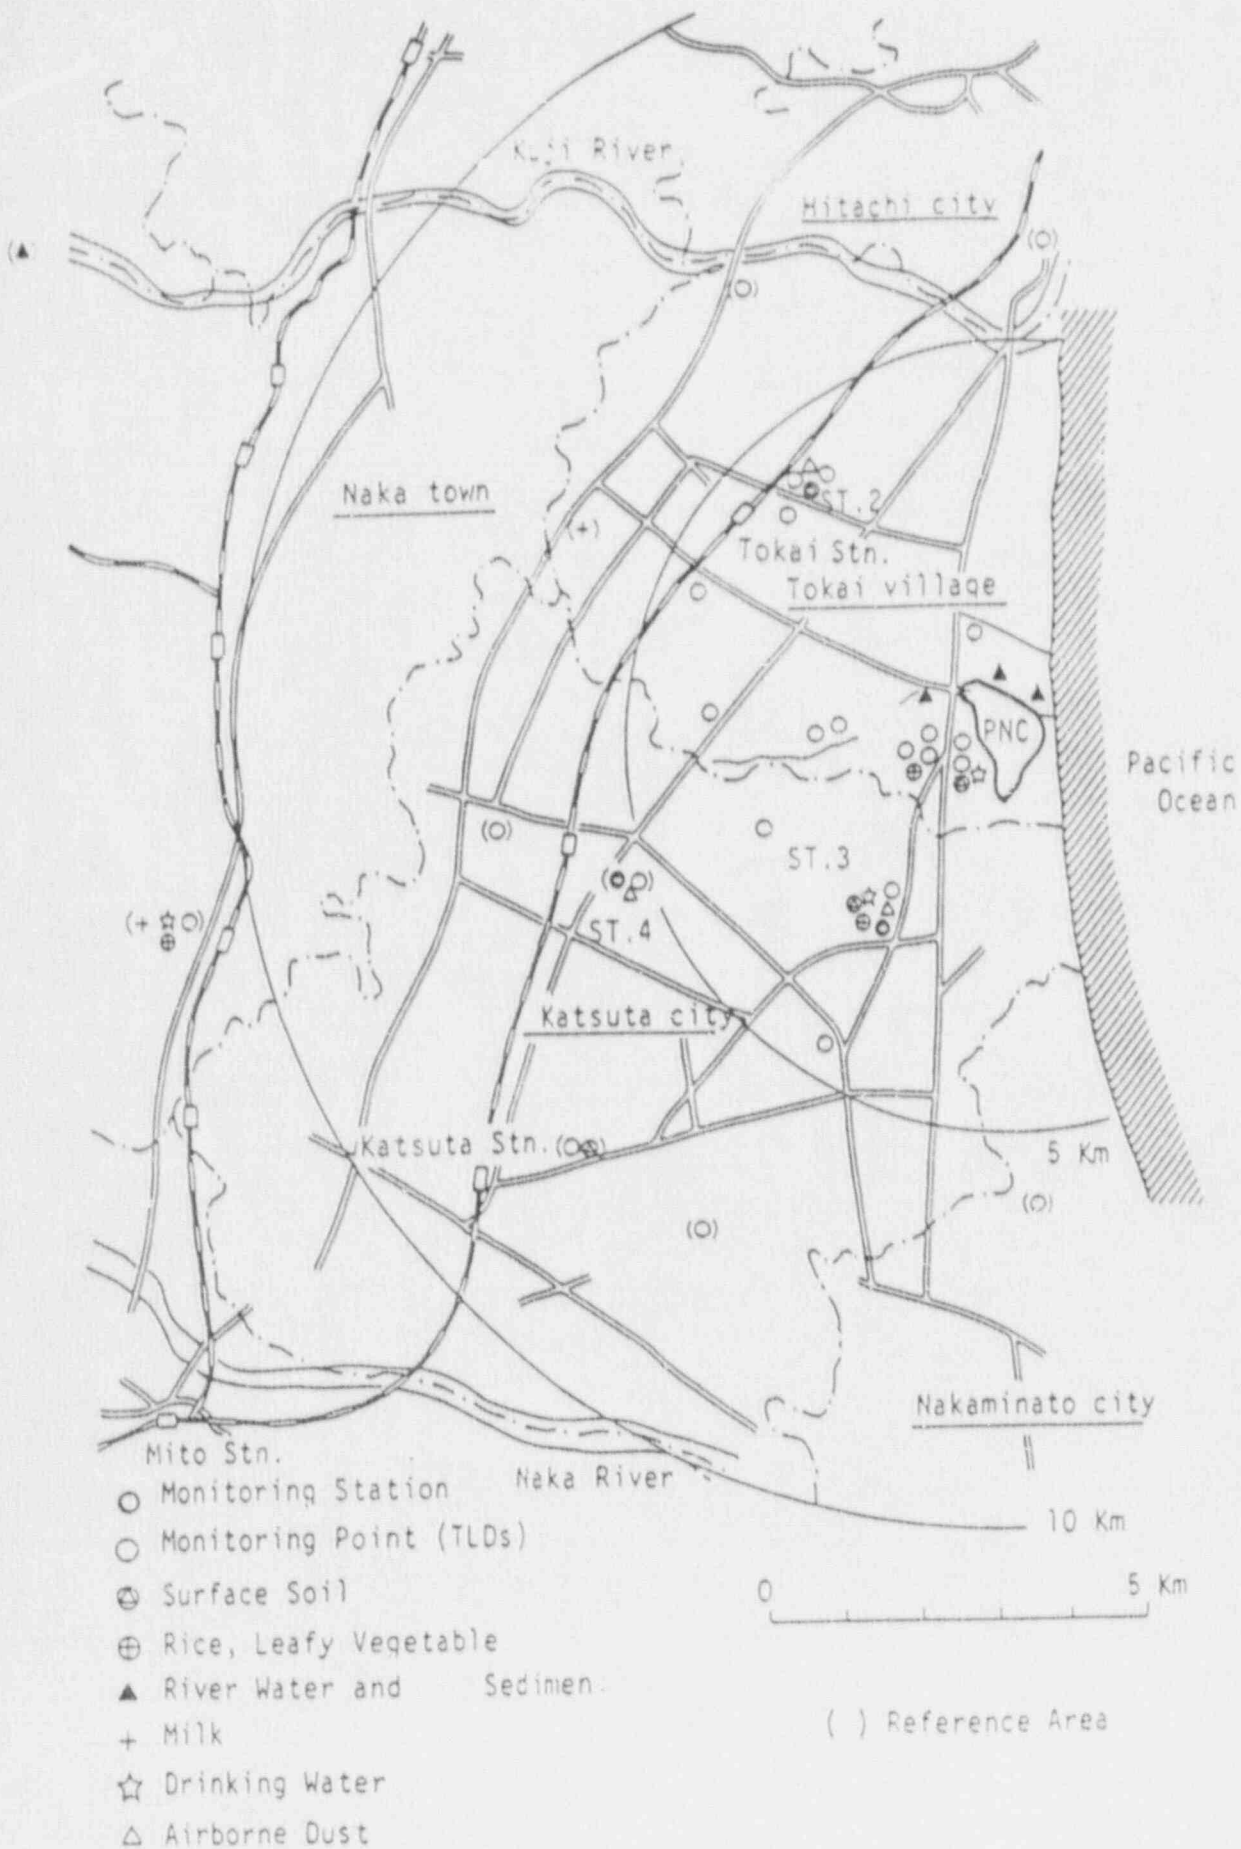 Kuji River
Hitachi city
Naka town
ST.2
Tokai Stn.
Tokai village
PNC
Pacific
Ocean
ST.3
ST.4
Katsuta city
Katsuta Stn.
5 Km
Nakaminato city
Mito Stn.
Naka River
10 Km
Monitoring Station
Monitoring Point (TLDs)
Surface Soil
Rice, Leafy Vegetable
River Water and Sedimen
Milk
Drinking Water
Airborne Dust
0 5 Km
( ) Reference Area